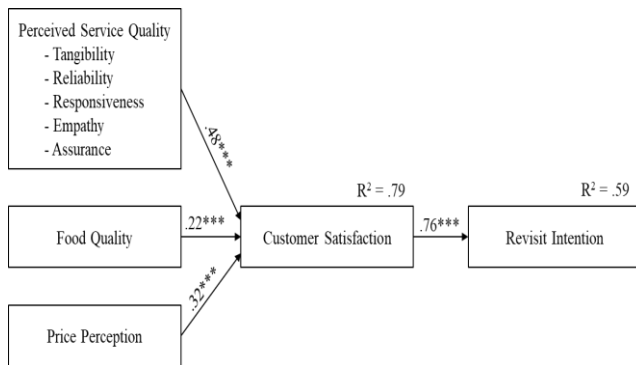 Perceived Service Quality
- Tangibility
- Reliability
- Responsiveness
- Empathy
- Assurance
.48***
R² = .79
R² = .59
Food Quality
.22***
Customer Satisfaction
.76***
Revisit Intention
.32***
Price Perception